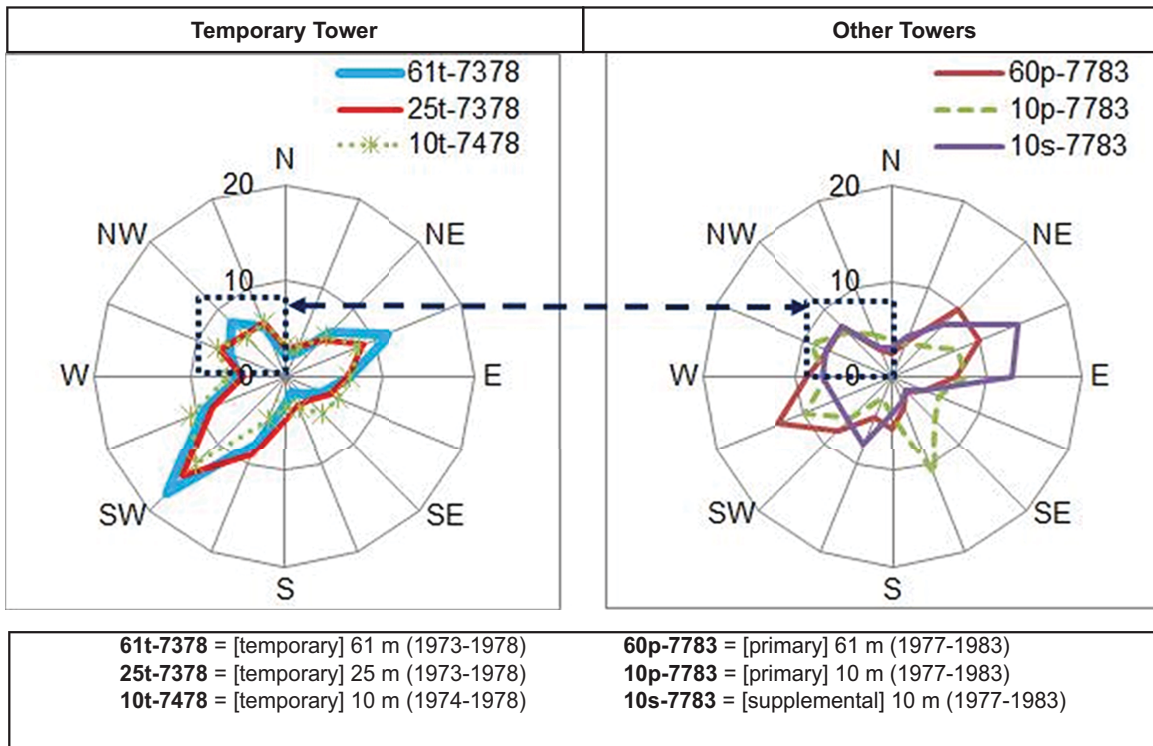 Temporary Tower
Other Towers
61t-7378
25t-7378
10t-7478
N
20
NW
NE
10
W
0
E
SW
SE
S
60p-7783
10p-7783
10s-7783
N
20
NW
NE
10
W
0
E
SW
SE
S
61t-7378 = [temporary] 61 m (1973-1978)
25t-7378 = [temporary] 25 m (1973-1978)
10t-7478 = [temporary] 10 m (1974-1978)
60p-7783 = [primary] 61 m (1977-1983)
10p-7783 = [primary] 10 m (1977-1983)
10s-7783 = [supplemental] 10 m (1977-1983)